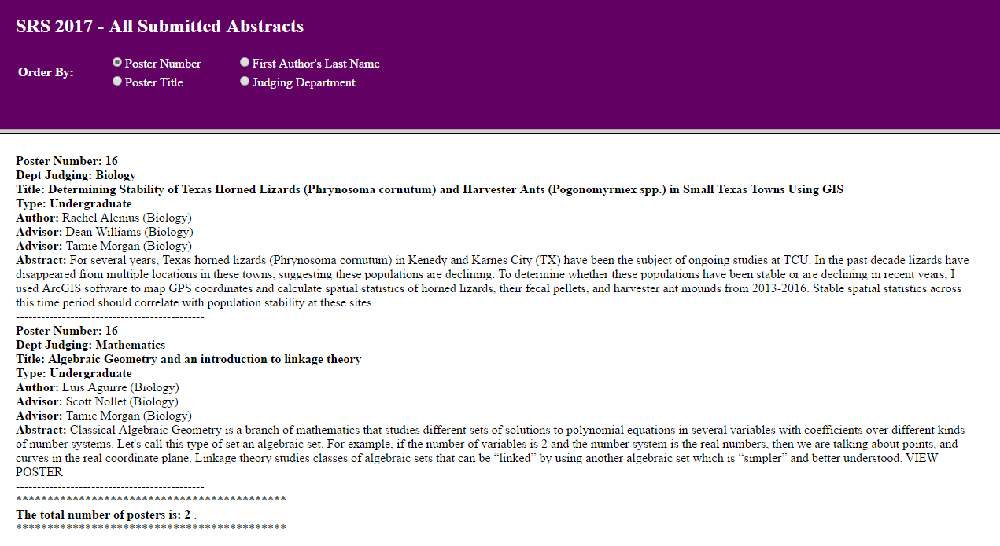 SRS 2017 - All Submitted Abstracts
Order By:
Poster Number
First Author's Last Name
Poster Title
Judging Department
Poster Number: 16
Dept Judging: Biology
Title: Determining Stability of Texas Horned Lizards (Phrynosoma cornutum) and Harvester Ants (Pogonomyrmex spp.) in Small Texas Towns Using GIS
Type: Undergraduate
Author: Rachel Alenius (Biology)
Advisor: Dean Williams (Biology)
Advisor: Tamie Morgan (Biology)
Abstract: For several years, Texas horned lizards (Phrynosoma cornutum) in Kenedy and Karnes City (TX) have been the subject of ongoing studies at TCU. In the past decade lizards have
disappeared from multiple locations in these towns, suggesting these populations are declining. To determine whether these populations have been stable or are declining in recent years, I
used ArcGIS software to map GPS coordinates and calculate spatial statistics of horned lizards, their fecal pellets, and harvester ant mounds from 2013-2016. Stable spatial statistics across
this time period should correlate with population stability at these sites.
---------------------------------------------
Poster Number: 16
Dept Judging: Mathematics
Title: Algebraic Geometry and an introduction to linkage theory
Type: Undergraduate
Author: Luis Aguirre (Biology)
Advisor: Scott Nollet (Biology)
Advisor: Tamie Morgan (Biology)
Abstract: Classical Algebraic Geometry is a branch of mathematics that studies different sets of solutions to polynomial equations in several variables with coefficients over different kinds
of number systems. Let's call this type of set an algebraic set. For example, if the number of variables is 2 and the number system is the real numbers, then we are talking about points, and
curves in the real coordinate plane. Linkage theory studies classes of algebraic sets that can be “linked” by using another algebraic set which is “simpler” and better understood. VIEW
POSTER
---------------------------------------------
*******************************************
The total number of posters is: 2 .
*******************************************